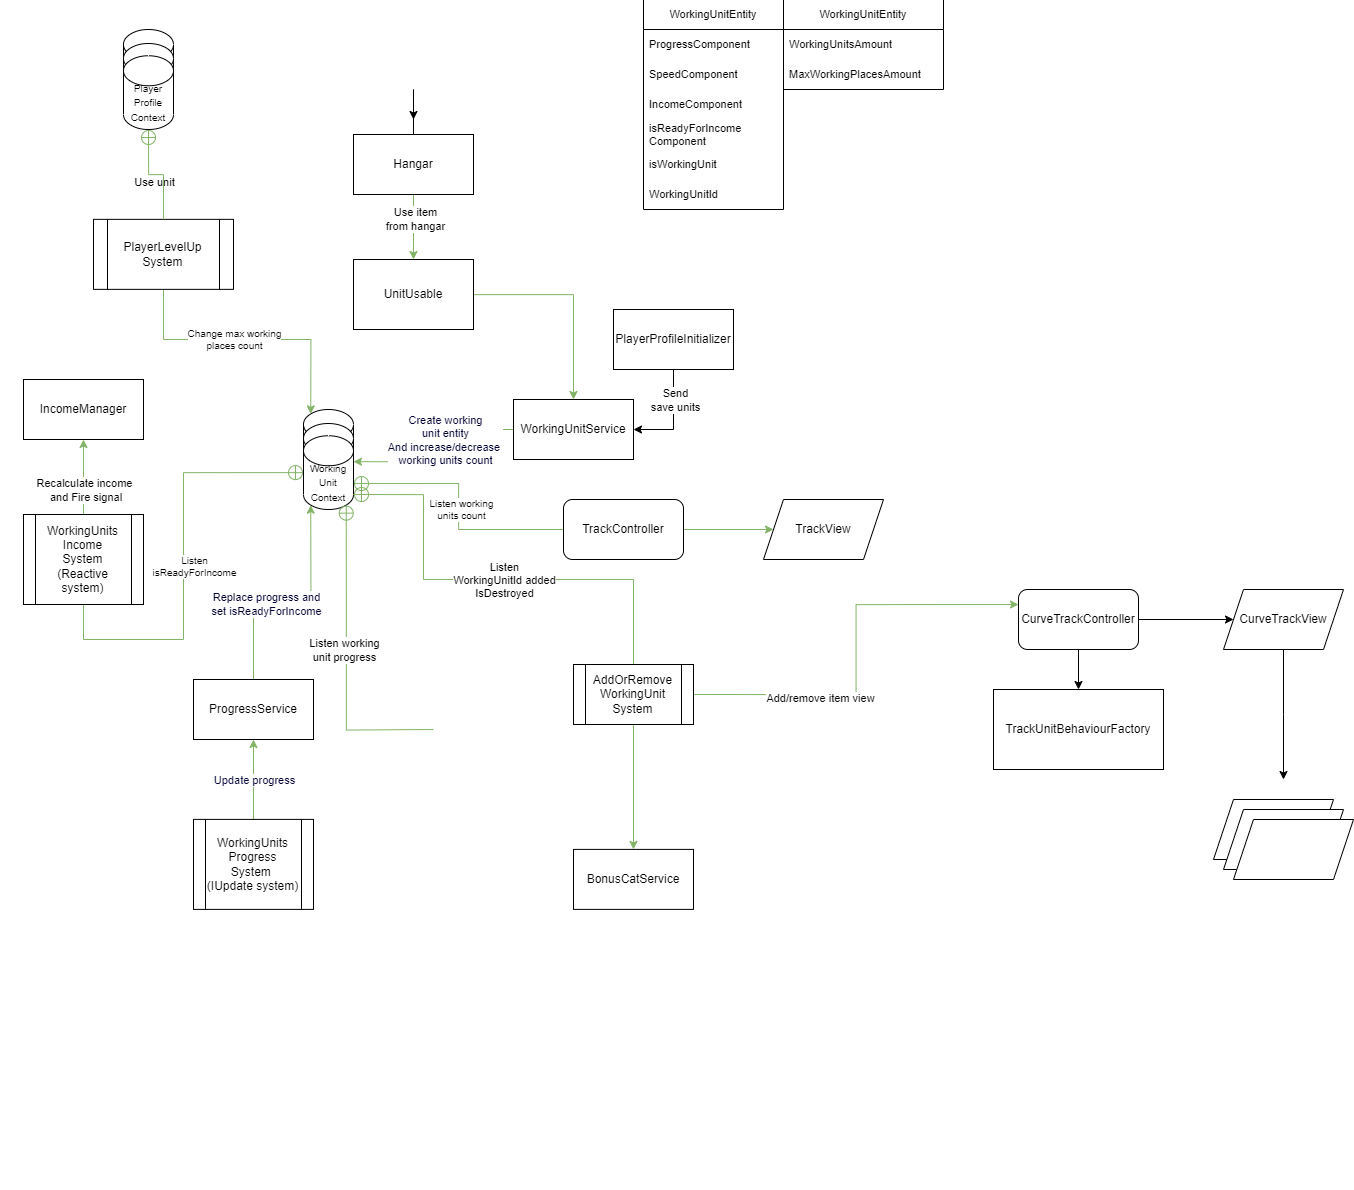 WorkingUnitEntity
WorkingUnitEntity
ProgressComponent
WorkingUnitsAmount
SpeedComponent
MaxWorkingPlacesAmount
IncomeComponent
isReadyForIncome
Component
isWorkingUnit
WorkingUnitId
Player
Profile
Context
Use unit
PlayerLevelUp
System
Change max working
places count
Hangar
Use item
from hangar
UnitUsable
PlayerProfileInitializer
Send
save units
WorkingUnitService
Create working
unit entity
And increase/decrease
working units count
IncomeManager
Recalculate income
and Fire signal
WorkingUnits
Income
System
(Reactive
system)
Listen
isReadyForIncome
Working
Unit
Context
Listen working
units count
TrackController
TrackView
Listen
WorkingUnitId added
IsDestroyed
Replace progress and
set isReadyForIncome
Listen working
unit progress
ProgressService
Update progress
WorkingUnits
Progress
System
(IUpdate system)
AddOrRemove
WorkingUnit
System
Add/remove item view
BonusCatService
CurveTrackController
CurveTrackView
TrackUnitBehaviourFactory